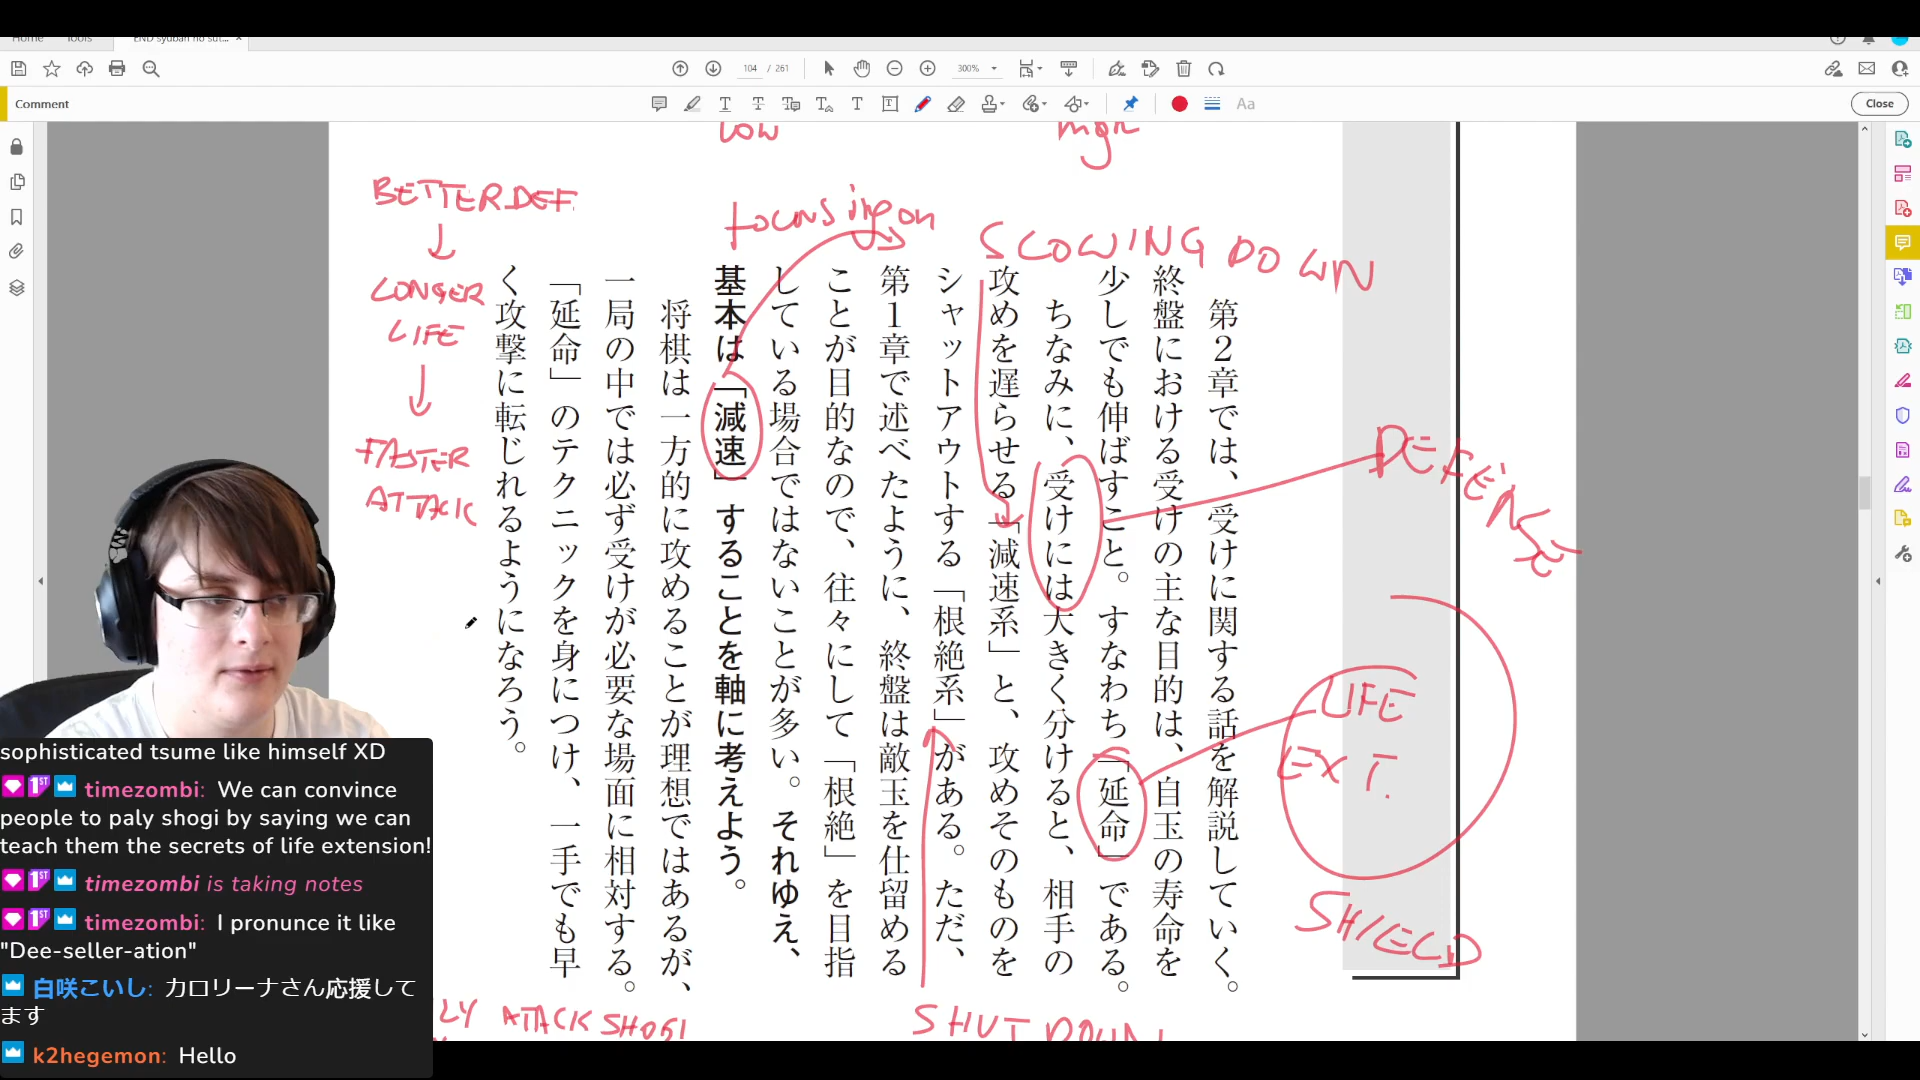 Home Tools END syuban no sut... ×
104 / 261 300%
Comment
Aa
Close
LOW
high
BETTER DEF.
LONGER
LIFE
FASTER
ATTACK
focusing on
SLOWING DOWN
DEFENSE
LIFE
EXT.
SHIELD
第2章では、受けに関する話を解説していく。
終盤における受けの主な目的は、自玉の寿命を
少しでも伸ばすこと。すなわち「延命」である。
ちなみに、受けには大きく分けると、相手の
攻めを遅らせる「減速系」と、攻めそのものを
シャットアウトする「根絶系」がある。ただ、
第1章で述べたように、終盤は敵玉を仕留める
ことが目的なので、往々にして「根絶」を目指
している場合ではないことが多い。それゆえ、
基本は「減速」することを軸に考えよう。
将棋は一方的に攻めることが理想ではあるが、
一局の中では必ず受けが必要な場面に相対する。
「延命」のテクニックを身につけ、一手でも早
く攻撃に転じれるようになろう。
LY ATTACK SHOGI
SHUT DOWN
sophisticated tsume like himself XD
timezombi: We can convince
people to paly shogi by saying we can
teach them the secrets of life extension!
timezombi is taking notes
timezombi: I pronunce it like
"Dee-seller-ation"
白咲こいし: カロリーナさん応援して
ます
k2hegemon: Hello